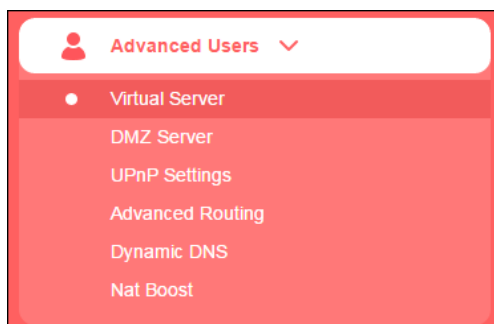 Advanced Users
Virtual Server
DMZ Server
UPnP Settings
Advanced Routing
Dynamic DNS
Nat Boost